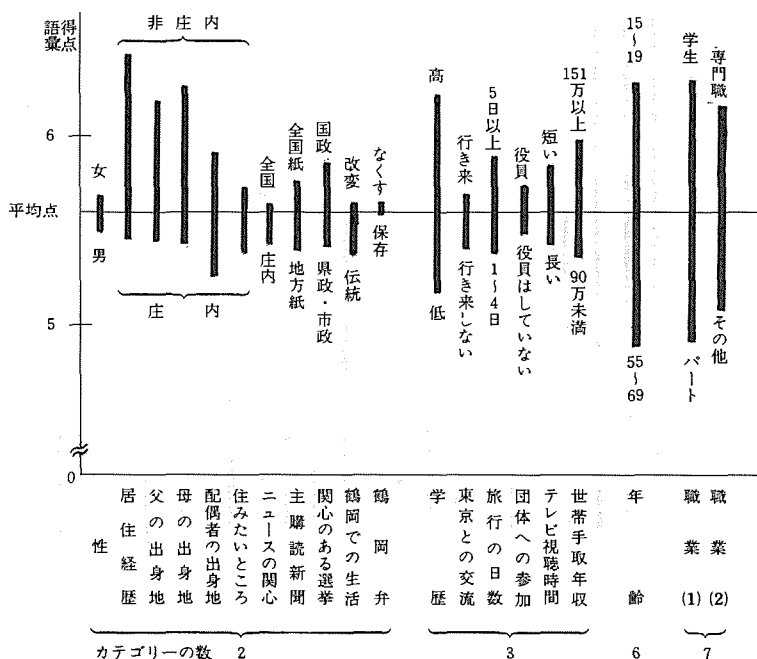 語彙得点
非庄内
6
平均点
5
0
女
男
庄内
全国
庄内
全国紙
地方紙
国政
県政・市政
改変
伝統
なくす
保存
高
低
行き来
行き来しない
5日以上
1〜4日
役員
役員はしていない
短い
長い
151万以上
90万未満
15〜19
55〜69
学生
パート
専門職
その他
性
居住経歴
父の出身地
母の出身地
配偶者の出身地
住みたいところ
ニュースの関心
主購読新聞
関心のある選挙
鶴岡での生活
鶴岡弁
学歴
東京との交流
旅行の日数
団体への参加
テレビ視聴時間
世帯手取年収
年齢
職業(1)
職業(2)
カテゴリーの数 2 3 6 7